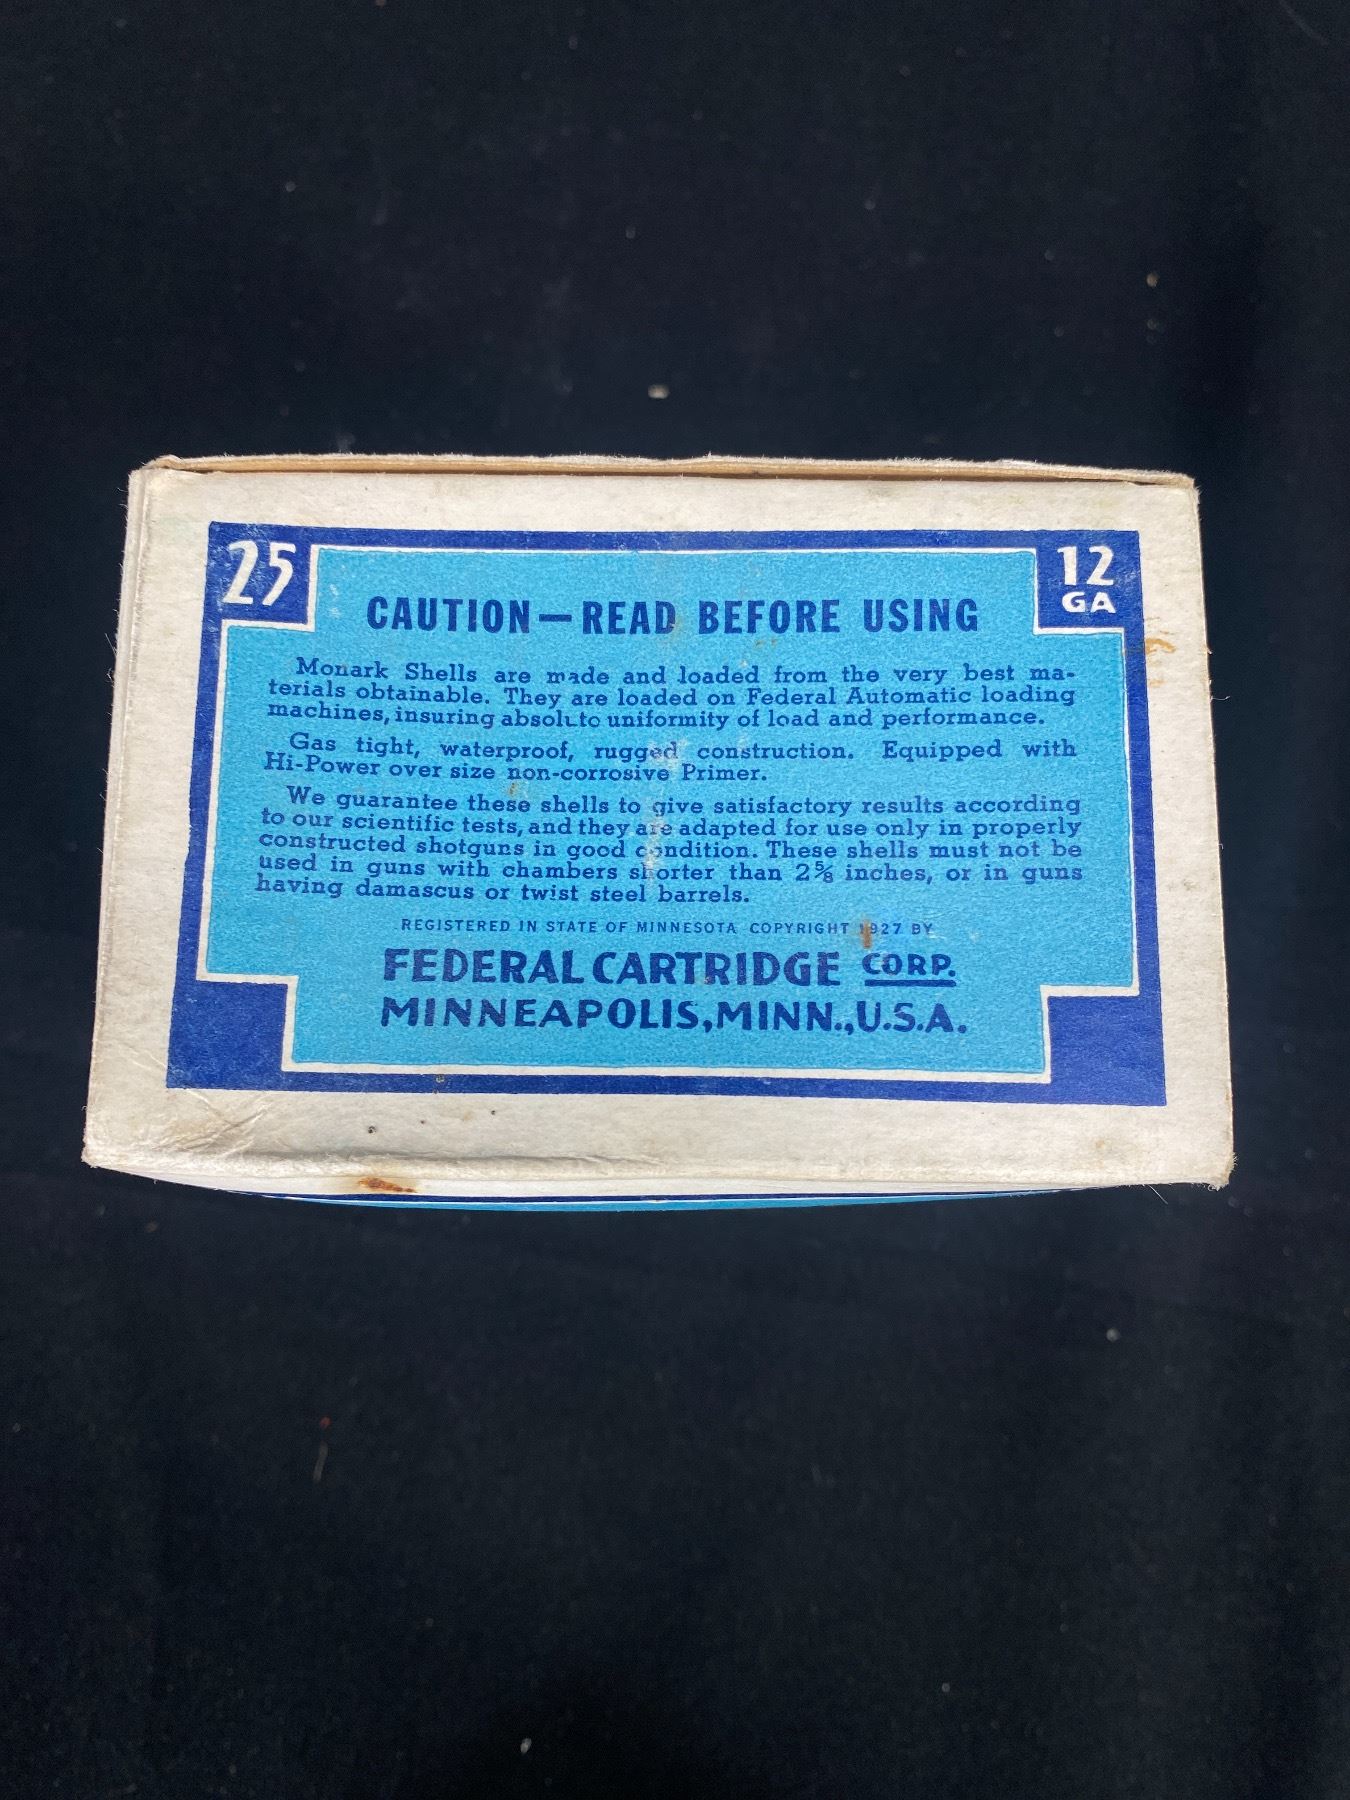 25
12
GA
CAUTION—READ BEFORE USING
Monark Shells are made and loaded from the very best ma-
terials obtainable. They are loaded on Federal Automatic loading
machines, insuring absolute uniformity of load and performance.
Gas tight, waterproof, rugged construction. Equipped with
Hi-Power over size non-corrosive Primer.
We guarantee these shells to give satisfactory results according
to our scientific tests, and they are adapted for use only in properly
constructed shotguns in good condition. These shells must not be
used in guns with chambers shorter than 2⅝ inches, or in guns
having damascus or twist steel barrels.
REGISTERED IN STATE OF MINNESOTA COPYRIGHT 1927 BY
FEDERAL CARTRIDGE CORP.
MINNEAPOLIS, MINN., U.S.A.